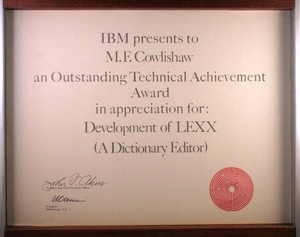 IBM presents to
M.F. Cowlishaw
an Outstanding Technical Achievement
Award
in appreciation for:
Development of LEXX
(A Dictionary Editor)